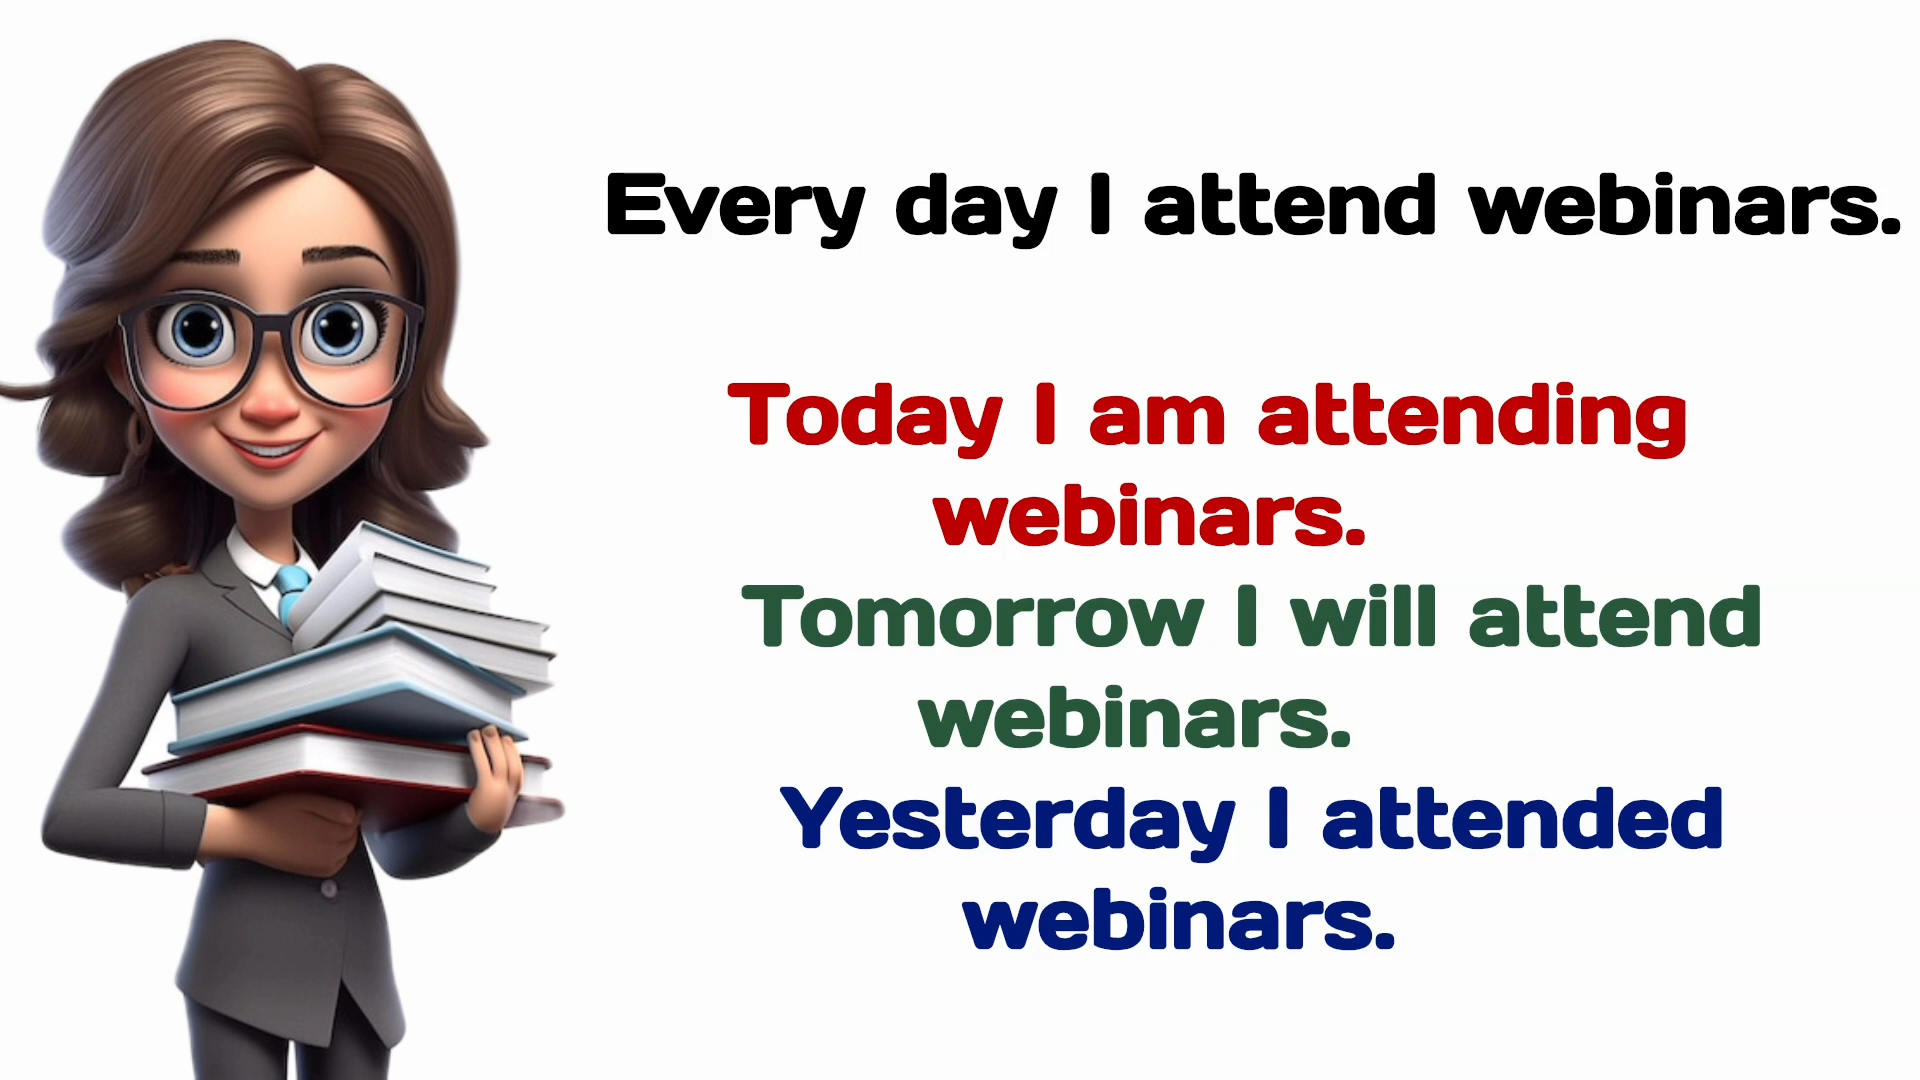 Every day I attend webinars.
Today I am attending
webinars.
Tomorrow I will attend
webinars.
Yesterday I attended
webinars.